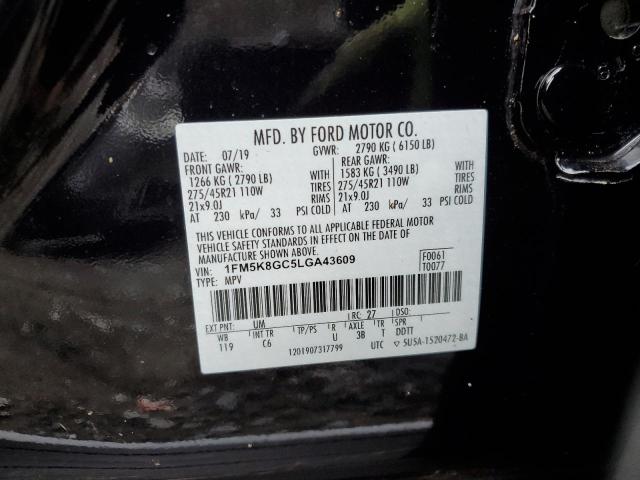 MFD. BY FORD MOTOR CO.
DATE: 07/19 GVWR: 2790 KG (6150 LB)
FRONT GAWR: REAR GAWR:
1266 KG (2790 LB) WITH 1583 KG (3490 LB) WITH
275/45R21 110W TIRES 275/45R21 110W TIRES
21x9.0J RIMS 21x9.0J RIMS
AT 230 kPa/ 33 PSI COLD AT 230 kPa/ 33 PSI COLD
THIS VEHICLE CONFORMS TO ALL APPLICABLE FEDERAL MOTOR
VEHICLE SAFETY STANDARDS IN EFFECT ON THE DATE OF
MANUFACTURE SHOWN ABOVE.
VIN: 1FM5K8GC5LGA43609 F0061
TYPE: MPV T0077
EXT PNT: UM RC: 27 DSO:
WB INT TR TP/PS R AXLE TR SPR
119 C6 U 3B T DDTT
1201907317799 UTC ▽ 5U5A-1520472-BA